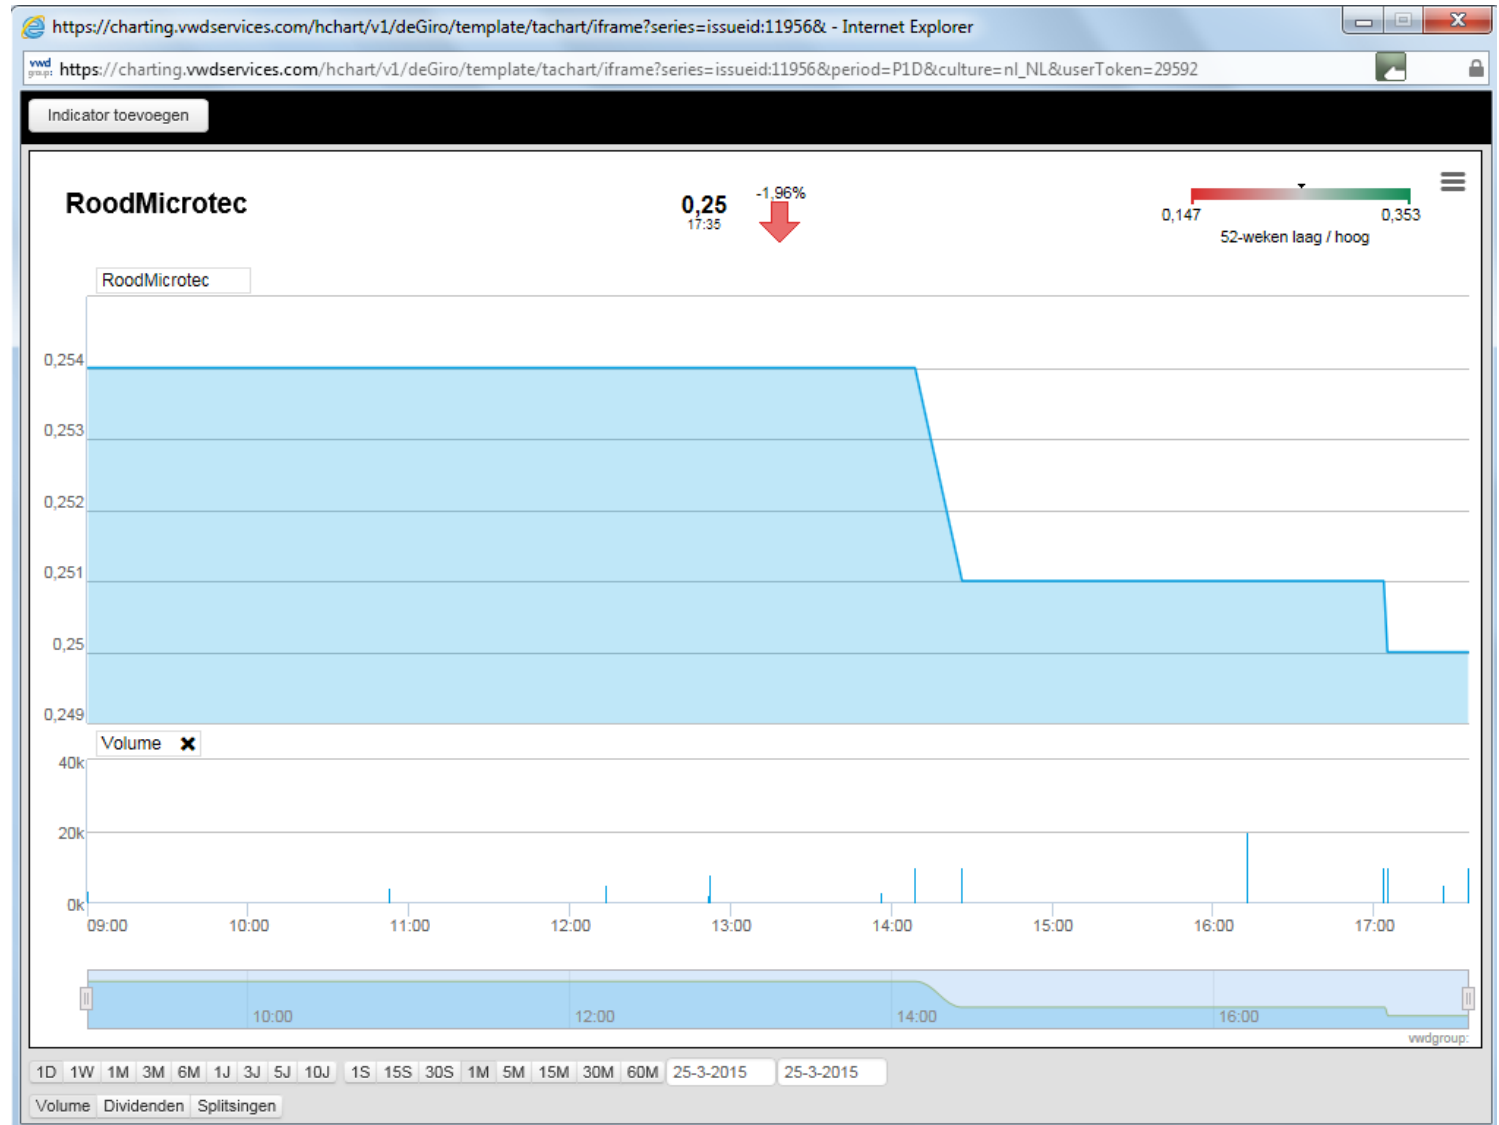 https://charting.vwdservices.com/hchart/v1/deGiro/template/tachart/iframe?series=issueid:11956& - Internet Explorer
vwd group: https://charting.vwdservices.com/hchart/v1/deGiro/template/tachart/iframe?series=issueid:11956&period=P1D&culture=nl_NL&userToken=29592
Indicator toevoegen
RoodMicrotec
0,25
17:35
-1,96%
0,147 0,353
52-weken laag / hoog
RoodMicrotec
0,254
0,253
0,252
0,251
0,25
0,249
Volume
40k
20k
0k
09:00 10:00 11:00 12:00 13:00 14:00 15:00 16:00 17:00
10:00 12:00 14:00 16:00
vwdgroup:
1D 1W 1M 3M 6M 1J 3J 5J 10J 1S 15S 30S 1M 5M 15M 30M 60M 25-3-2015 25-3-2015
Volume Dividenden Splitsingen